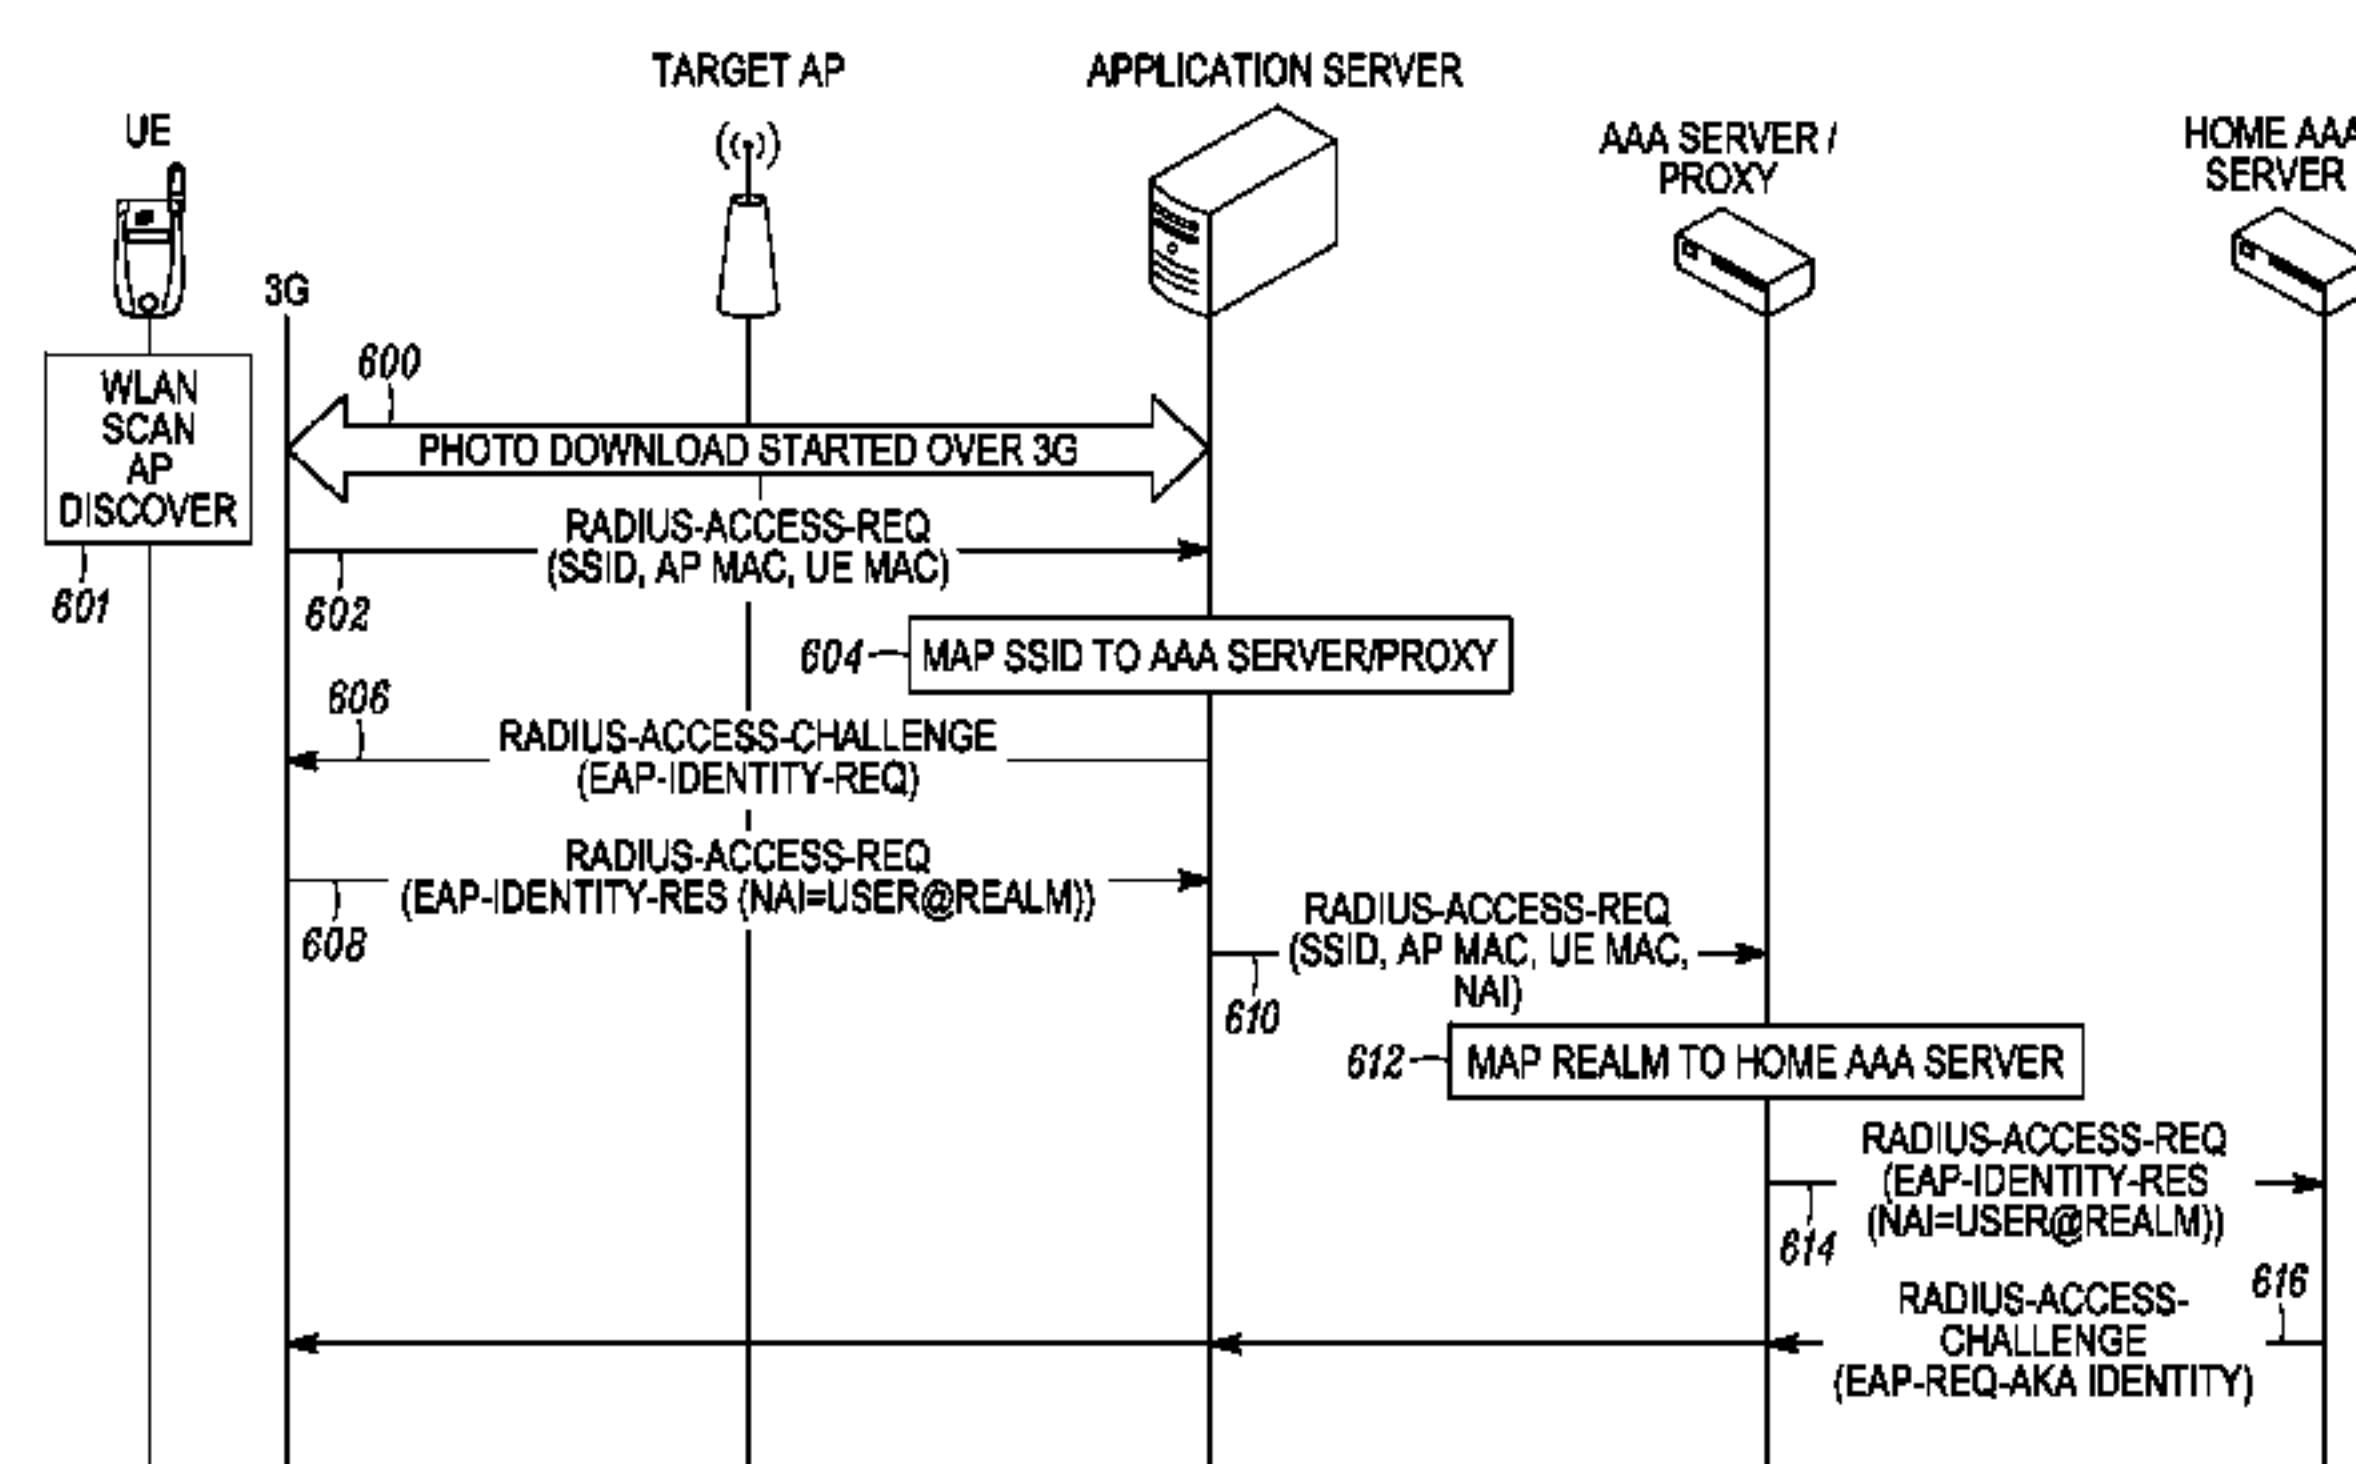 TARGET AP
APPLICATION SERVER
UE
AAA SERVER /
PROXY
HOME AAA
SERVER
3G
600
WLAN
SCAN
AP
DISCOVER
601
PHOTO DOWNLOAD STARTED OVER 3G
RADIUS-ACCESS-REQ
(SSID, AP MAC, UE MAC)
602
604
MAP SSID TO AAA SERVER/PROXY
606
RADIUS-ACCESS-CHALLENGE
(EAP-IDENTITY-REQ)
RADIUS-ACCESS-REQ
(EAP-IDENTITY-RES (NAI=USER@REALM))
608
RADIUS-ACCESS-REQ
(SSID, AP MAC, UE MAC,
NAI)
610
612
MAP REALM TO HOME AAA SERVER
RADIUS-ACCESS-REQ
(EAP-IDENTITY-RES
(NAI=USER@REALM))
614
616
RADIUS-ACCESS-
CHALLENGE
(EAP-REQ-AKA IDENTITY)